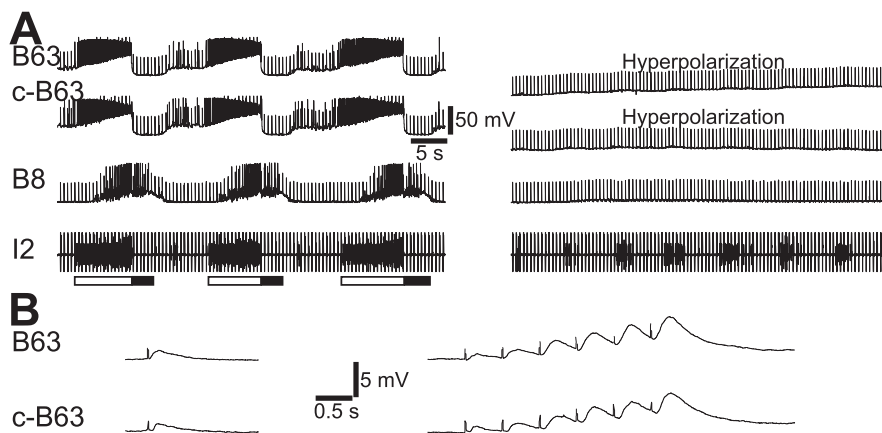 A
B63
Hyperpolarization
c-B63
50 mV
Hyperpolarization
5 s
B8
I2
B
B63
5 mV
0.5 s
c-B63